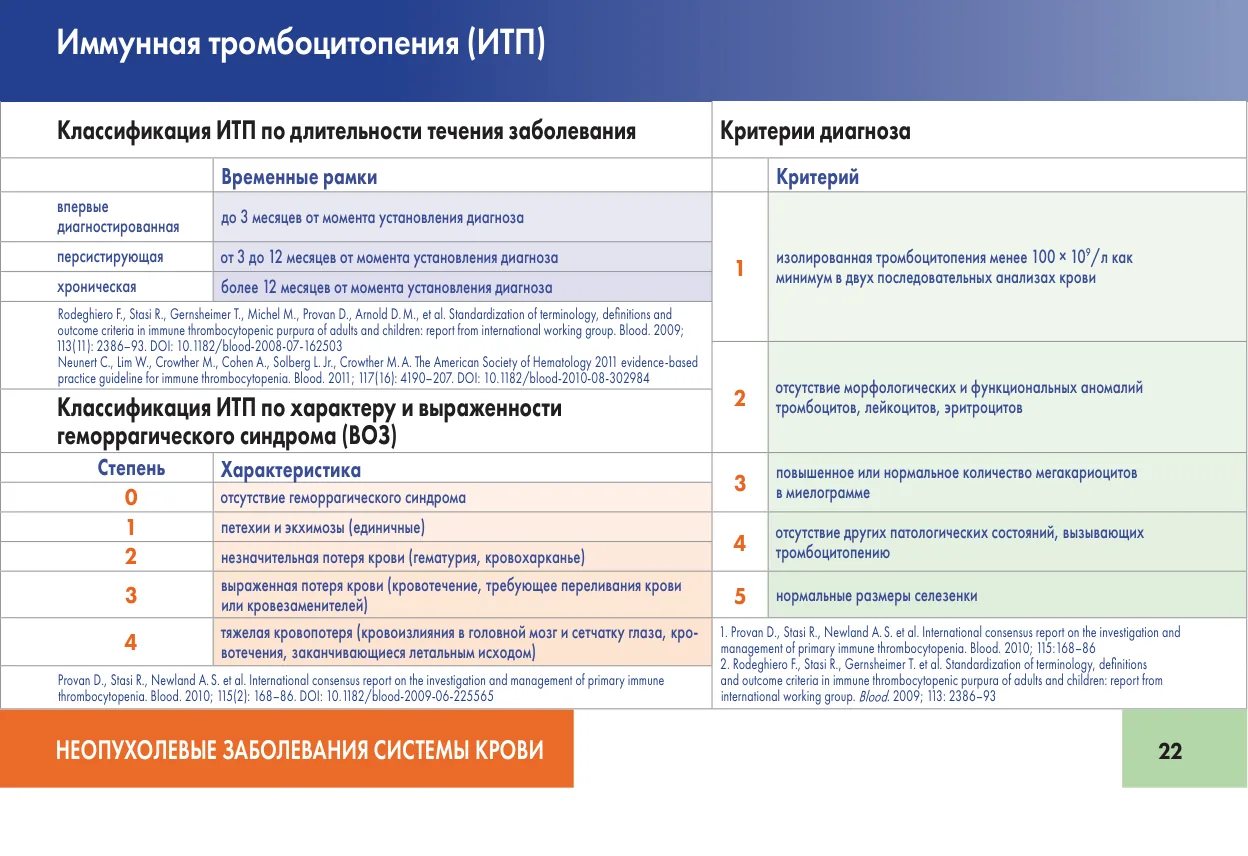 Иммунная тромбоцитопения (ИТП)
Классификация ИТП по длительности течения заболевания
Временные рамки
впервые
диагностированная
до 3 месяцев от момента установления диагноза
персистирующая
от 3 до 12 месяцев от момента установления диагноза
хроническая
более 12 месяцев от момента установления диагноза
Rodeghiero F., Stasi R., Gernsheimer T., Michel M., Provan D., Arnold D. M., et al. Standardization of terminology, definitions and
outcome criteria in immune thrombocytopenic purpura of adults and children: report from international working group. Blood. 2009;
113(11): 2386–93. DOI: 10.1182/blood-2008-07-162503
Neunert C., Lim W., Crowther M., Cohen A., Solberg L. Jr., Crowther M. A. The American Society of Hematology 2011 evidence-based
practice guideline for immune thrombocytopenia. Blood. 2011; 117(16): 4190–207. DOI: 10.1182/blood-2010-08-302984
Классификация ИТП по характеру и выраженности
геморрагического синдрома (ВОЗ)
Степень
Характеристика
0
отсутствие геморрагического синдрома
1
петехии и экхимозы (единичные)
2
незначительная потеря крови (гематурия, кровохарканье)
3
выраженная потеря крови (кровотечение, требующее переливания крови
или кровезаменителей)
4
тяжелая кровопотеря (кровоизлияния в головной мозг и сетчатку глаза, кро-
вотечения, заканчивающиеся летальным исходом)
Provan D., Stasi R., Newland A. S. et al. International consensus report on the investigation and management of primary immune
thrombocytopenia. Blood. 2010; 115(2): 168–86. DOI: 10.1182/blood-2009-06-225565
Критерии диагноза
Критерий
1
изолированная тромбоцитопения менее 100 × 10⁹/л как
минимум в двух последовательных анализах крови
2
отсутствие морфологических и функциональных аномалий
тромбоцитов, лейкоцитов, эритроцитов
3
повышенное или нормальное количество мегакариоцитов
в миелограмме
4
отсутствие других патологических состояний, вызывающих
тромбоцитопению
5
нормальные размеры селезенки
1. Provan D., Stasi R., Newland A. S. et al. International consensus report on the investigation and
management of primary immune thrombocytopenia. Blood. 2010; 115:168–86
2. Rodeghiero F., Stasi R., Gernsheimer T. et al. Standardization of terminology, definitions
and outcome criteria in immune thrombocytopenic purpura of adults and children: report from
international working group. Blood. 2009; 113: 2386–93
НЕОПУХОЛЕВЫЕ ЗАБОЛЕВАНИЯ СИСТЕМЫ КРОВИ
22